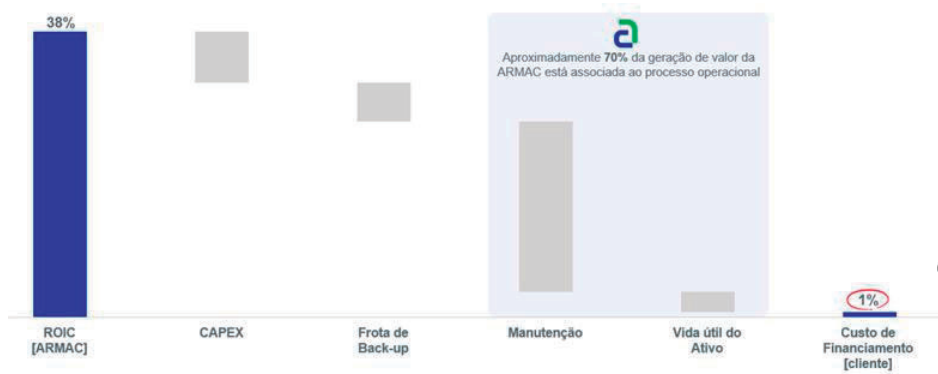 38%
Aproximadamente 70% da geração de valor da
ARMAC está associada ao processo operacional
1%
ROIC
[ARMAC]
CAPEX
Frota de
Back-up
Manutenção
Vida útil do
Ativo
Custo de
Financiamento
[cliente]